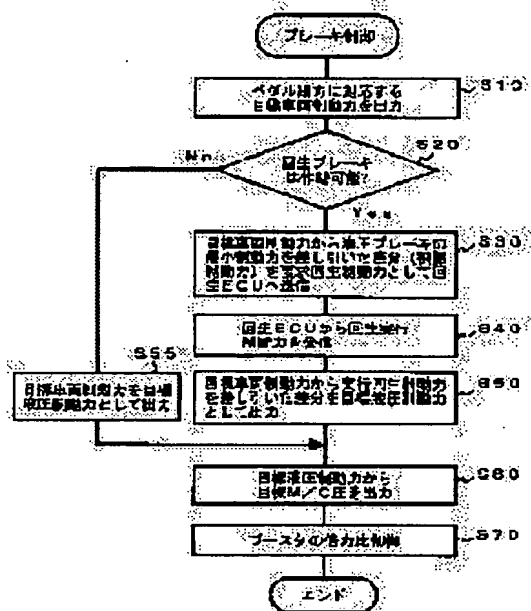 ブレーキ制御
S10
ペダル踏力に対応する
目標車両制動力を出力
S20
回生ブレーキ
は作動可能?
No
Yes
S30
目標車両制動力から液圧ブレーキの
最小制動力を差し引いた差分(
制動力)を要求回生制動力として回
生ECUへ送信
S40
回生ECUから回生実行
制動力を受信
S55
目標車両制動力を目標
液圧制動力として出力
S50
目標車両制動力から実行回生制動力
を差し引いた差分を目標液圧制動力
として出力
S60
目標液圧制動力から
目標M/C圧を出力
S70
ブースタの倍力比制御
エンド